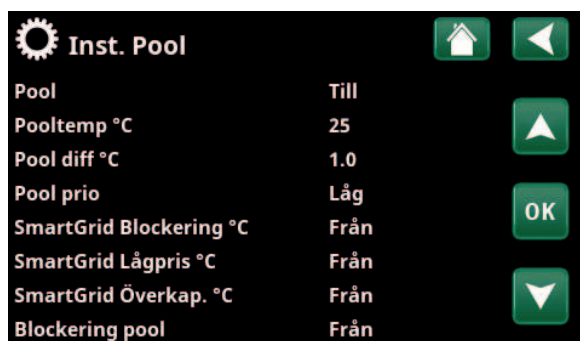 Inst. Pool
Pool Till
Pooltemp °C 25
Pool diff °C 1.0
Pool prio Låg
OK
SmartGrid Blockering °C Från
SmartGrid Lågpris °C Från
SmartGrid Överkap. °C Från
Blockering pool Från